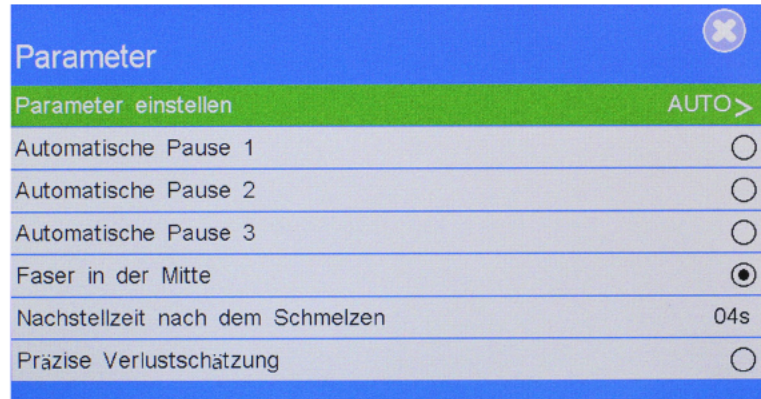 Parameter
Parameter einstellen AUTO>
Automatische Pause 1
Automatische Pause 2
Automatische Pause 3
Faser in der Mitte
Nachstellzeit nach dem Schmelzen 04s
Präzise Verlustschätzung